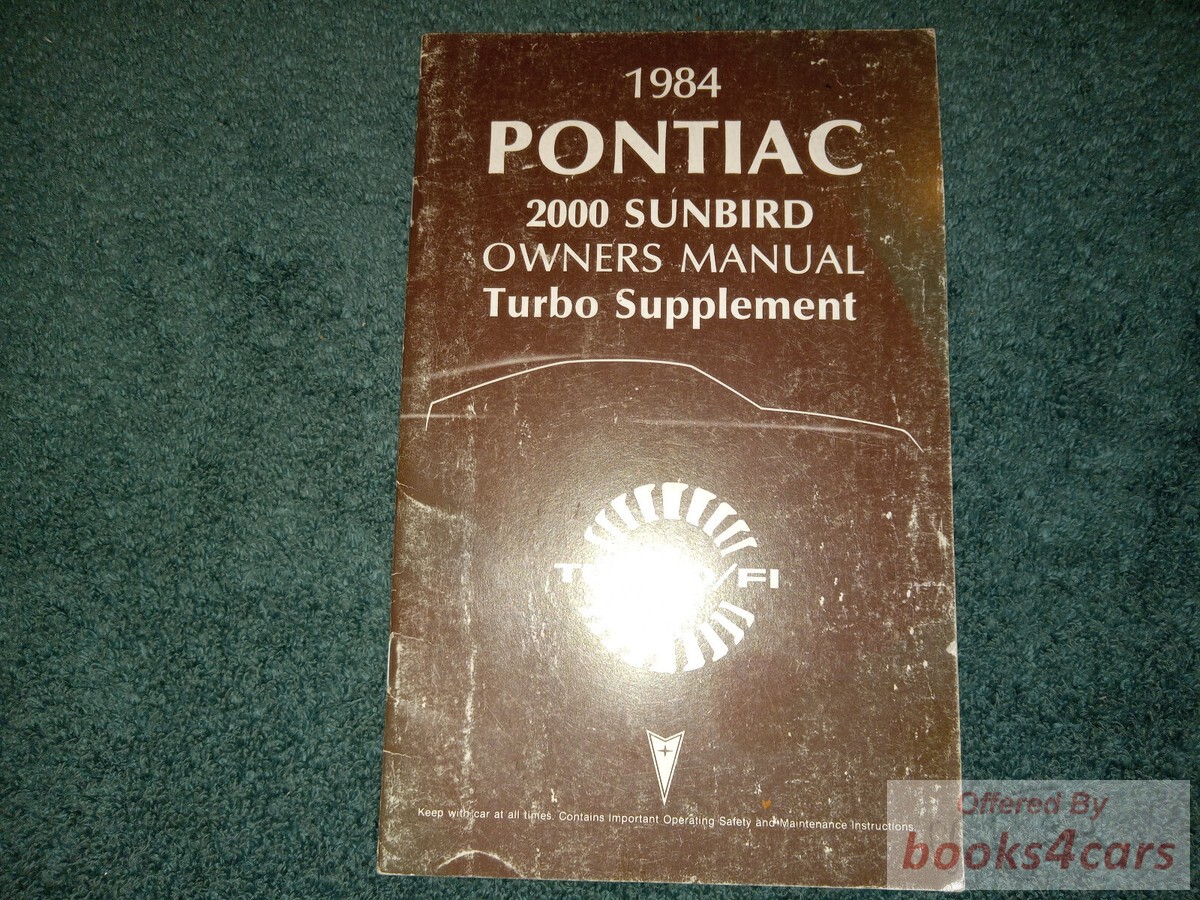 1984
PONTIAC
2000 SUNBIRD
OWNERS MANUAL
Turbo Supplement
/FI
Keep with car at all times. Contains Important Operating Safety and Maintenance Instructions.
Offered By
books4cars